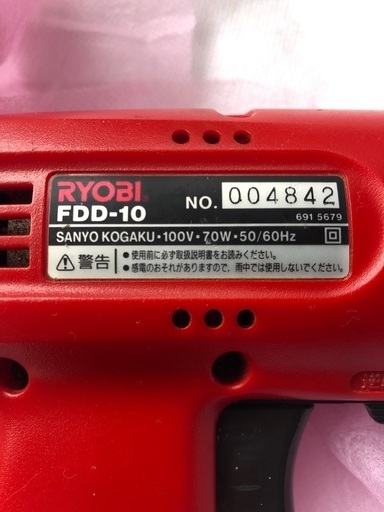 RYOBI
FDD-10
NO. 004842
691 5679
SANYO KOGAKU・100V・70W・50/60Hz
警告
●使用前に必ず取扱説明書をお読みください。
●感電のおそれがありますので、雨中では使用しないでください。